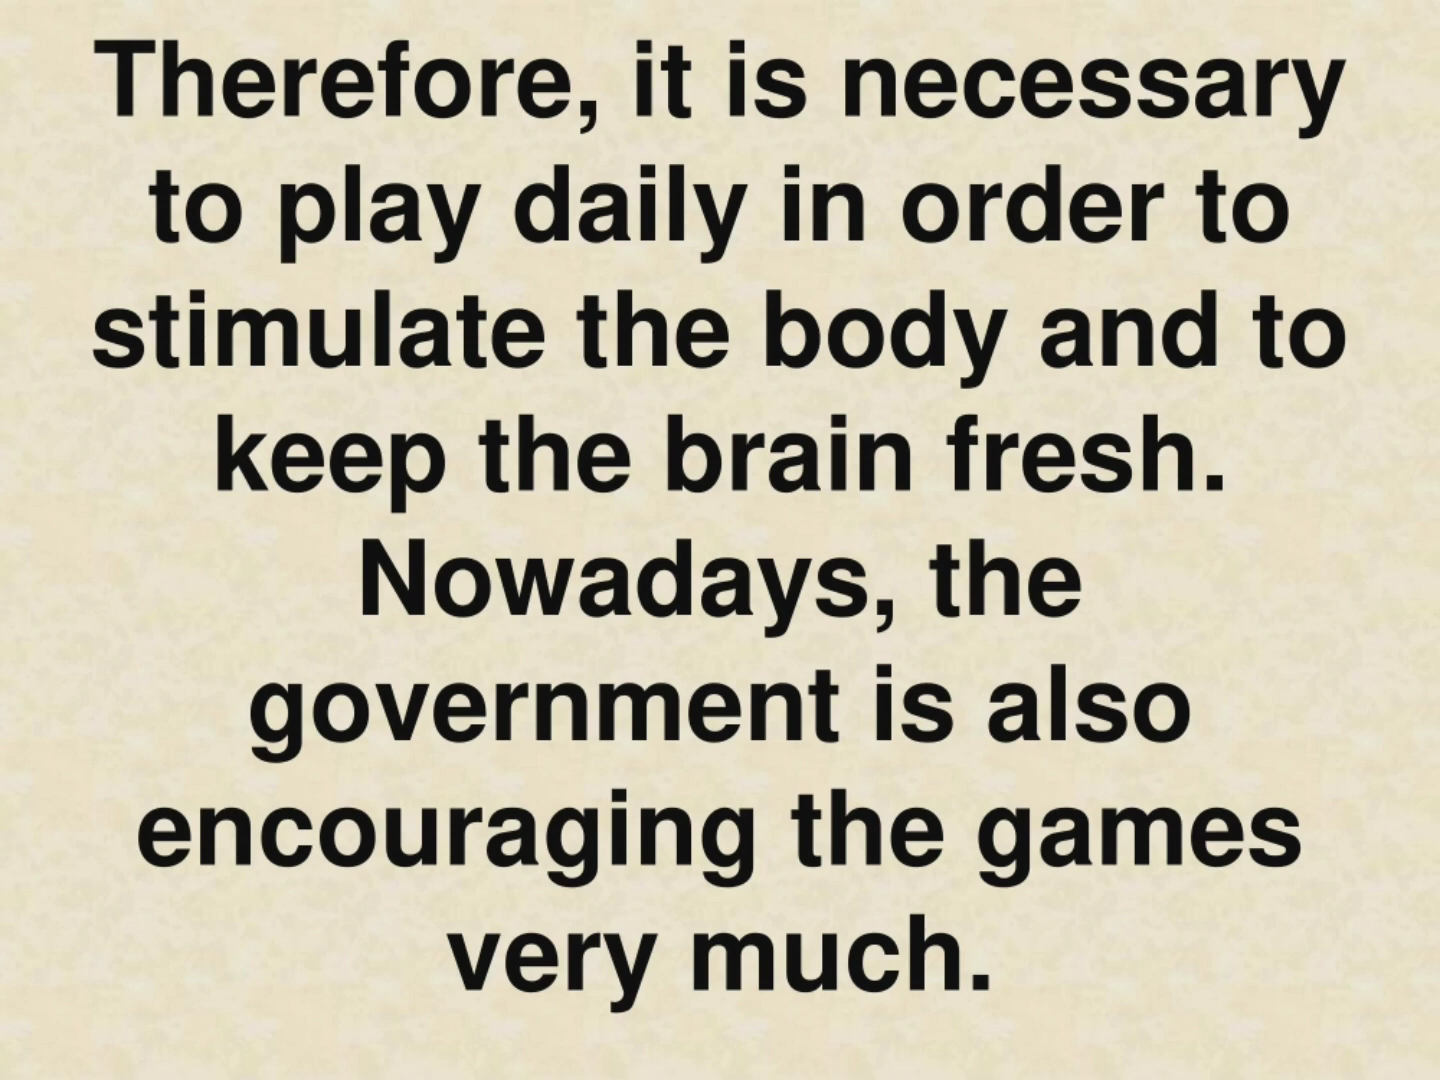 Therefore, it is necessary
to play daily in order to
stimulate the body and to
keep the brain fresh.
Nowadays, the
government is also
encouraging the games
very much.